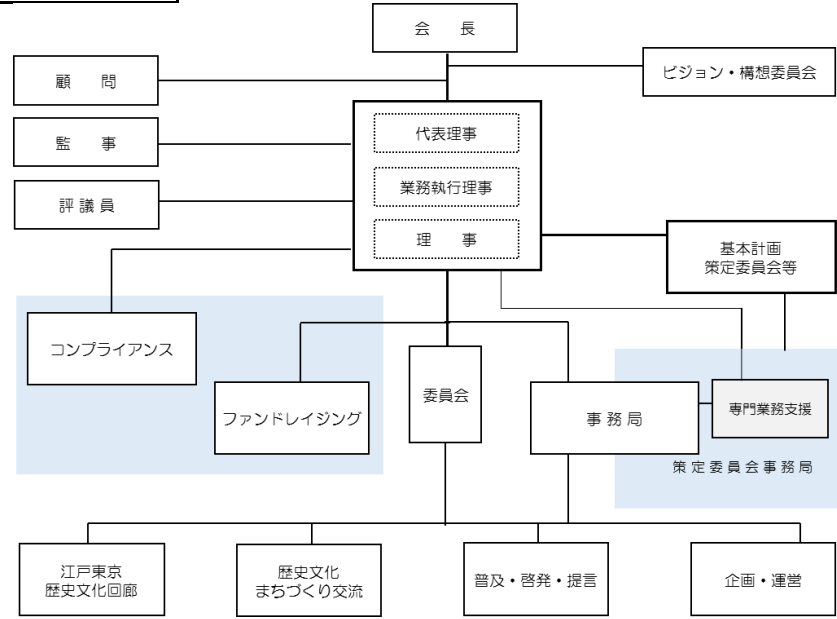 会　長
顧　問
ビジョン・構想委員会
代表理事
監　事
業務執行理事
評議員
理　事
基本計画
策定委員会等
コンプライアンス
委員会
専門業務支援
ファンドレイジング
事務局
策定委員会事務局
江戸東京
歴史文化回廊
歴史文化
まちづくり交流
普及・啓発・提言
企画・運営